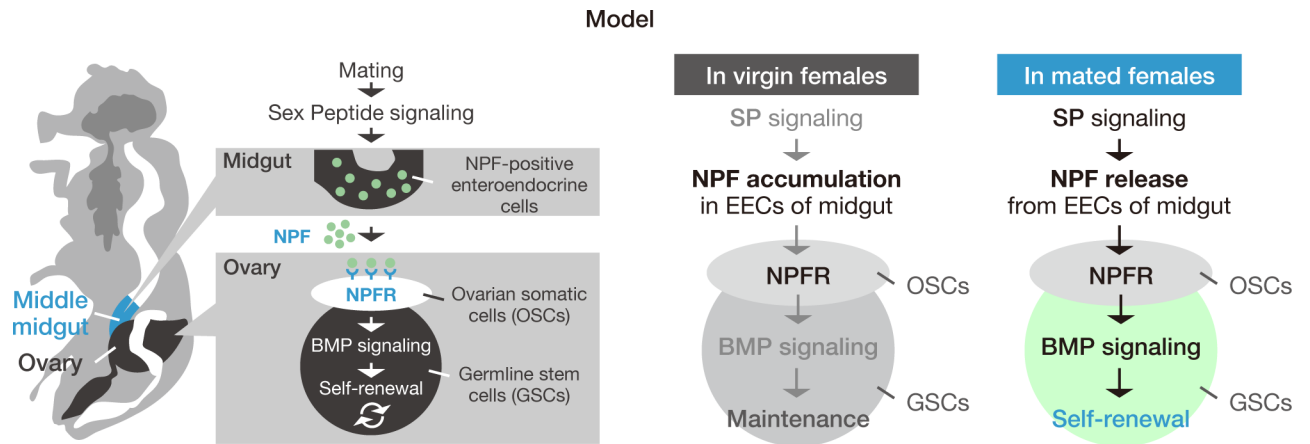 Model
Mating
Sex Peptide signaling
Midgut
NPF-positive
enteroendocrine
cells
NPF
Ovary
NPFR
Ovarian somatic
cells (OSCs)
BMP signaling
Self-renewal
Germline stem
cells (GSCs)
Middle
midgut
Ovary
In virgin females
SP signaling
NPF accumulation
in EECs of midgut
NPFR
OSCs
BMP signaling
GSCs
Maintenance
In mated females
SP signaling
NPF release
from EECs of midgut
NPFR
OSCs
BMP signaling
GSCs
Self-renewal